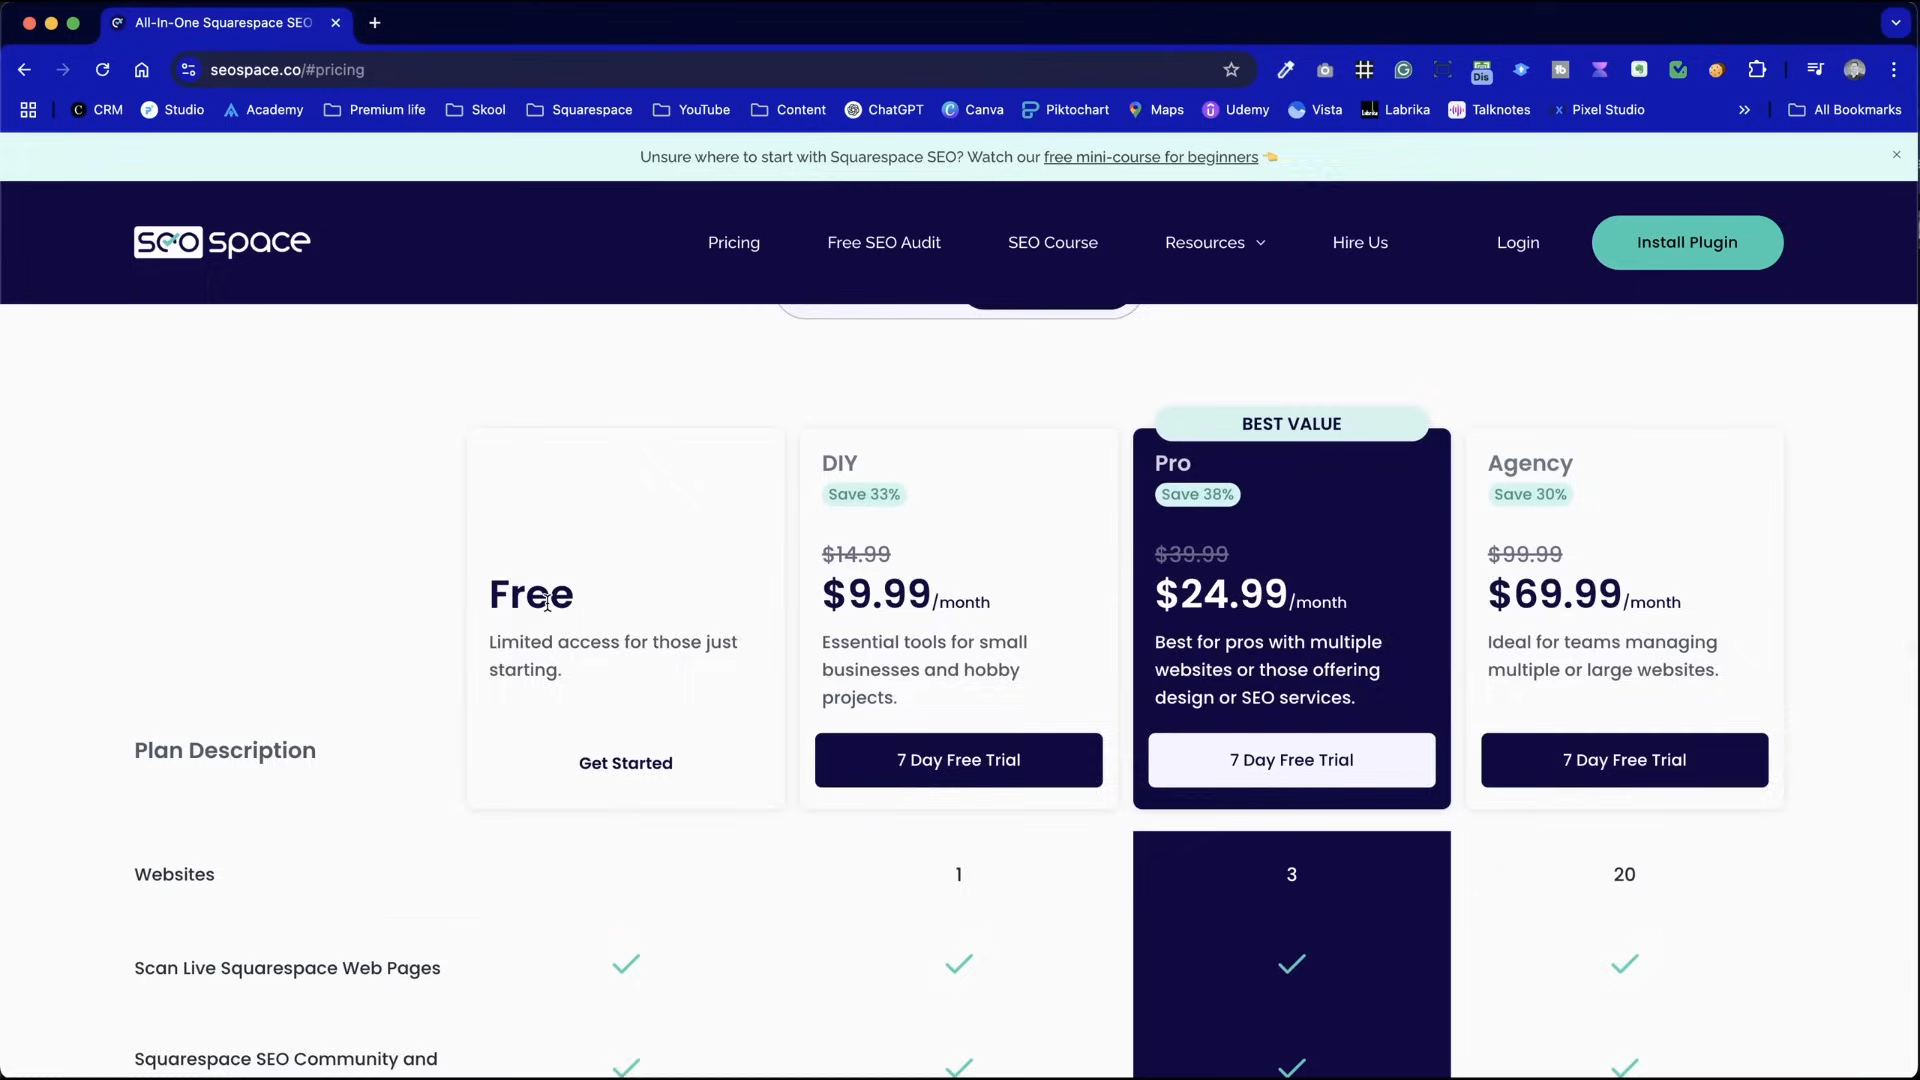 All-In-One Squarespace SEO
seospace.co/#pricing
Dis
CRM Studio Academy Premium life Skool Squarespace YouTube Content ChatGPT Canva Piktochart Maps Udemy Vista Labrika Talknotes Pixel Studio » All Bookmarks
Unsure where to start with Squarespace SEO? Watch our free mini-course for beginners 👈
seo space
Pricing Free SEO Audit SEO Course Resources Hire Us Login Install Plugin
BEST VALUE
DIY Pro Agency
Save 33% Save 38% Save 30%
$14.99 $39.99 $99.99
Free $9.99/month $24.99/month $69.99/month
Limited access for those just
starting.
Essential tools for small
businesses and hobby
projects.
Best for pros with multiple
websites or those offering
design or SEO services.
Ideal for teams managing
multiple or large websites.
Plan Description
Get Started 7 Day Free Trial 7 Day Free Trial 7 Day Free Trial
Websites 1 3 20
Scan Live Squarespace Web Pages
Squarespace SEO Community and